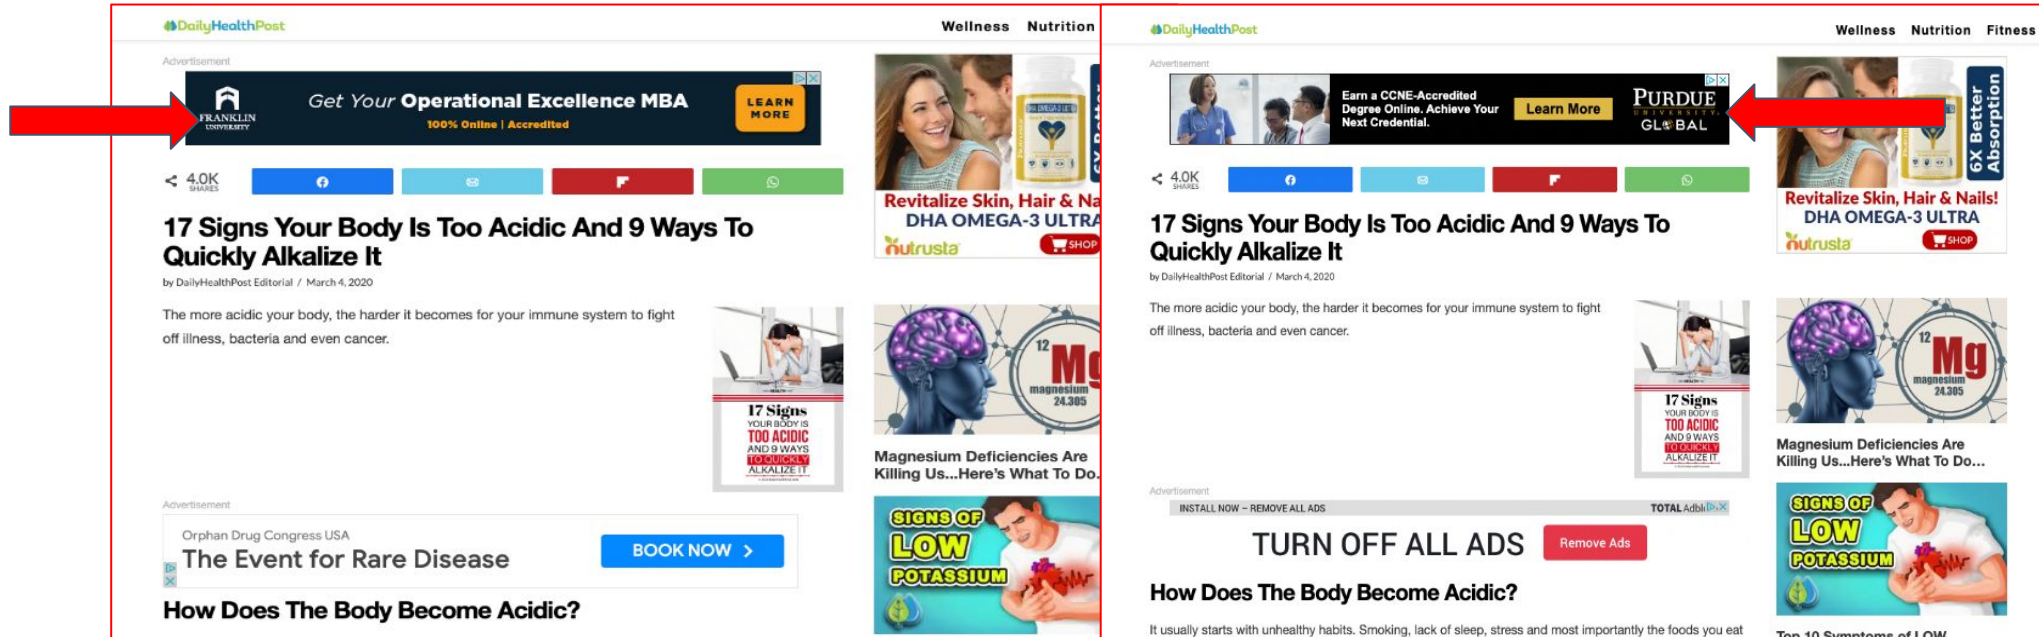 DailyHealthPost
Wellness Nutrition
Advertisement
FRANKLIN
UNIVERSITY
Get Your Operational Excellence MBA
100% Online | Accredited
LEARN
MORE
4.0K
SHARES
17 Signs Your Body Is Too Acidic And 9 Ways To
Quickly Alkalize It
by DailyHealthPost Editorial / March 4, 2020
The more acidic your body, the harder it becomes for your immune system to fight
off illness, bacteria and even cancer.
17 Signs
YOUR BODY IS
TOO ACIDIC
AND 9 WAYS
TO QUICKLY
ALKALIZE IT
Advertisement
Orphan Drug Congress USA
The Event for Rare Disease
BOOK NOW >
How Does The Body Become Acidic?
Revitalize Skin, Hair & Na
DHA OMEGA-3 ULTRA
nutrusta
SHOP
12
Mg
magnesium
24.305
Magnesium Deficiencies Are
Killing Us...Here's What To Do.
SIGNS OF
LOW
POTASSIUM
DailyHealthPost
Wellness Nutrition Fitness
Advertisement
Earn a CCNE-Accredited
Degree Online. Achieve Your
Next Credential.
Learn More
PURDUE
UNIVERSITY
GLOBAL
4.0K
SHARES
17 Signs Your Body Is Too Acidic And 9 Ways To
Quickly Alkalize It
by DailyHealthPost Editorial / March 4, 2020
The more acidic your body, the harder it becomes for your immune system to fight
off illness, bacteria and even cancer.
17 Signs
YOUR BODY IS
TOO ACIDIC
AND 9 WAYS
TO QUICKLY
ALKALIZE IT
Advertisement
INSTALL NOW – REMOVE ALL ADS
TOTAL Adbl
TURN OFF ALL ADS
Remove Ads
How Does The Body Become Acidic?
It usually starts with unhealthy habits. Smoking, lack of sleep, stress and most importantly the foods you eat
6X Better
Absorption
Revitalize Skin, Hair & Nails!
DHA OMEGA-3 ULTRA
nutrusta
SHOP
12
Mg
magnesium
24.305
Magnesium Deficiencies Are
Killing Us...Here's What To Do...
SIGNS OF
LOW
POTASSIUM
Top 10 Symptoms of LOW